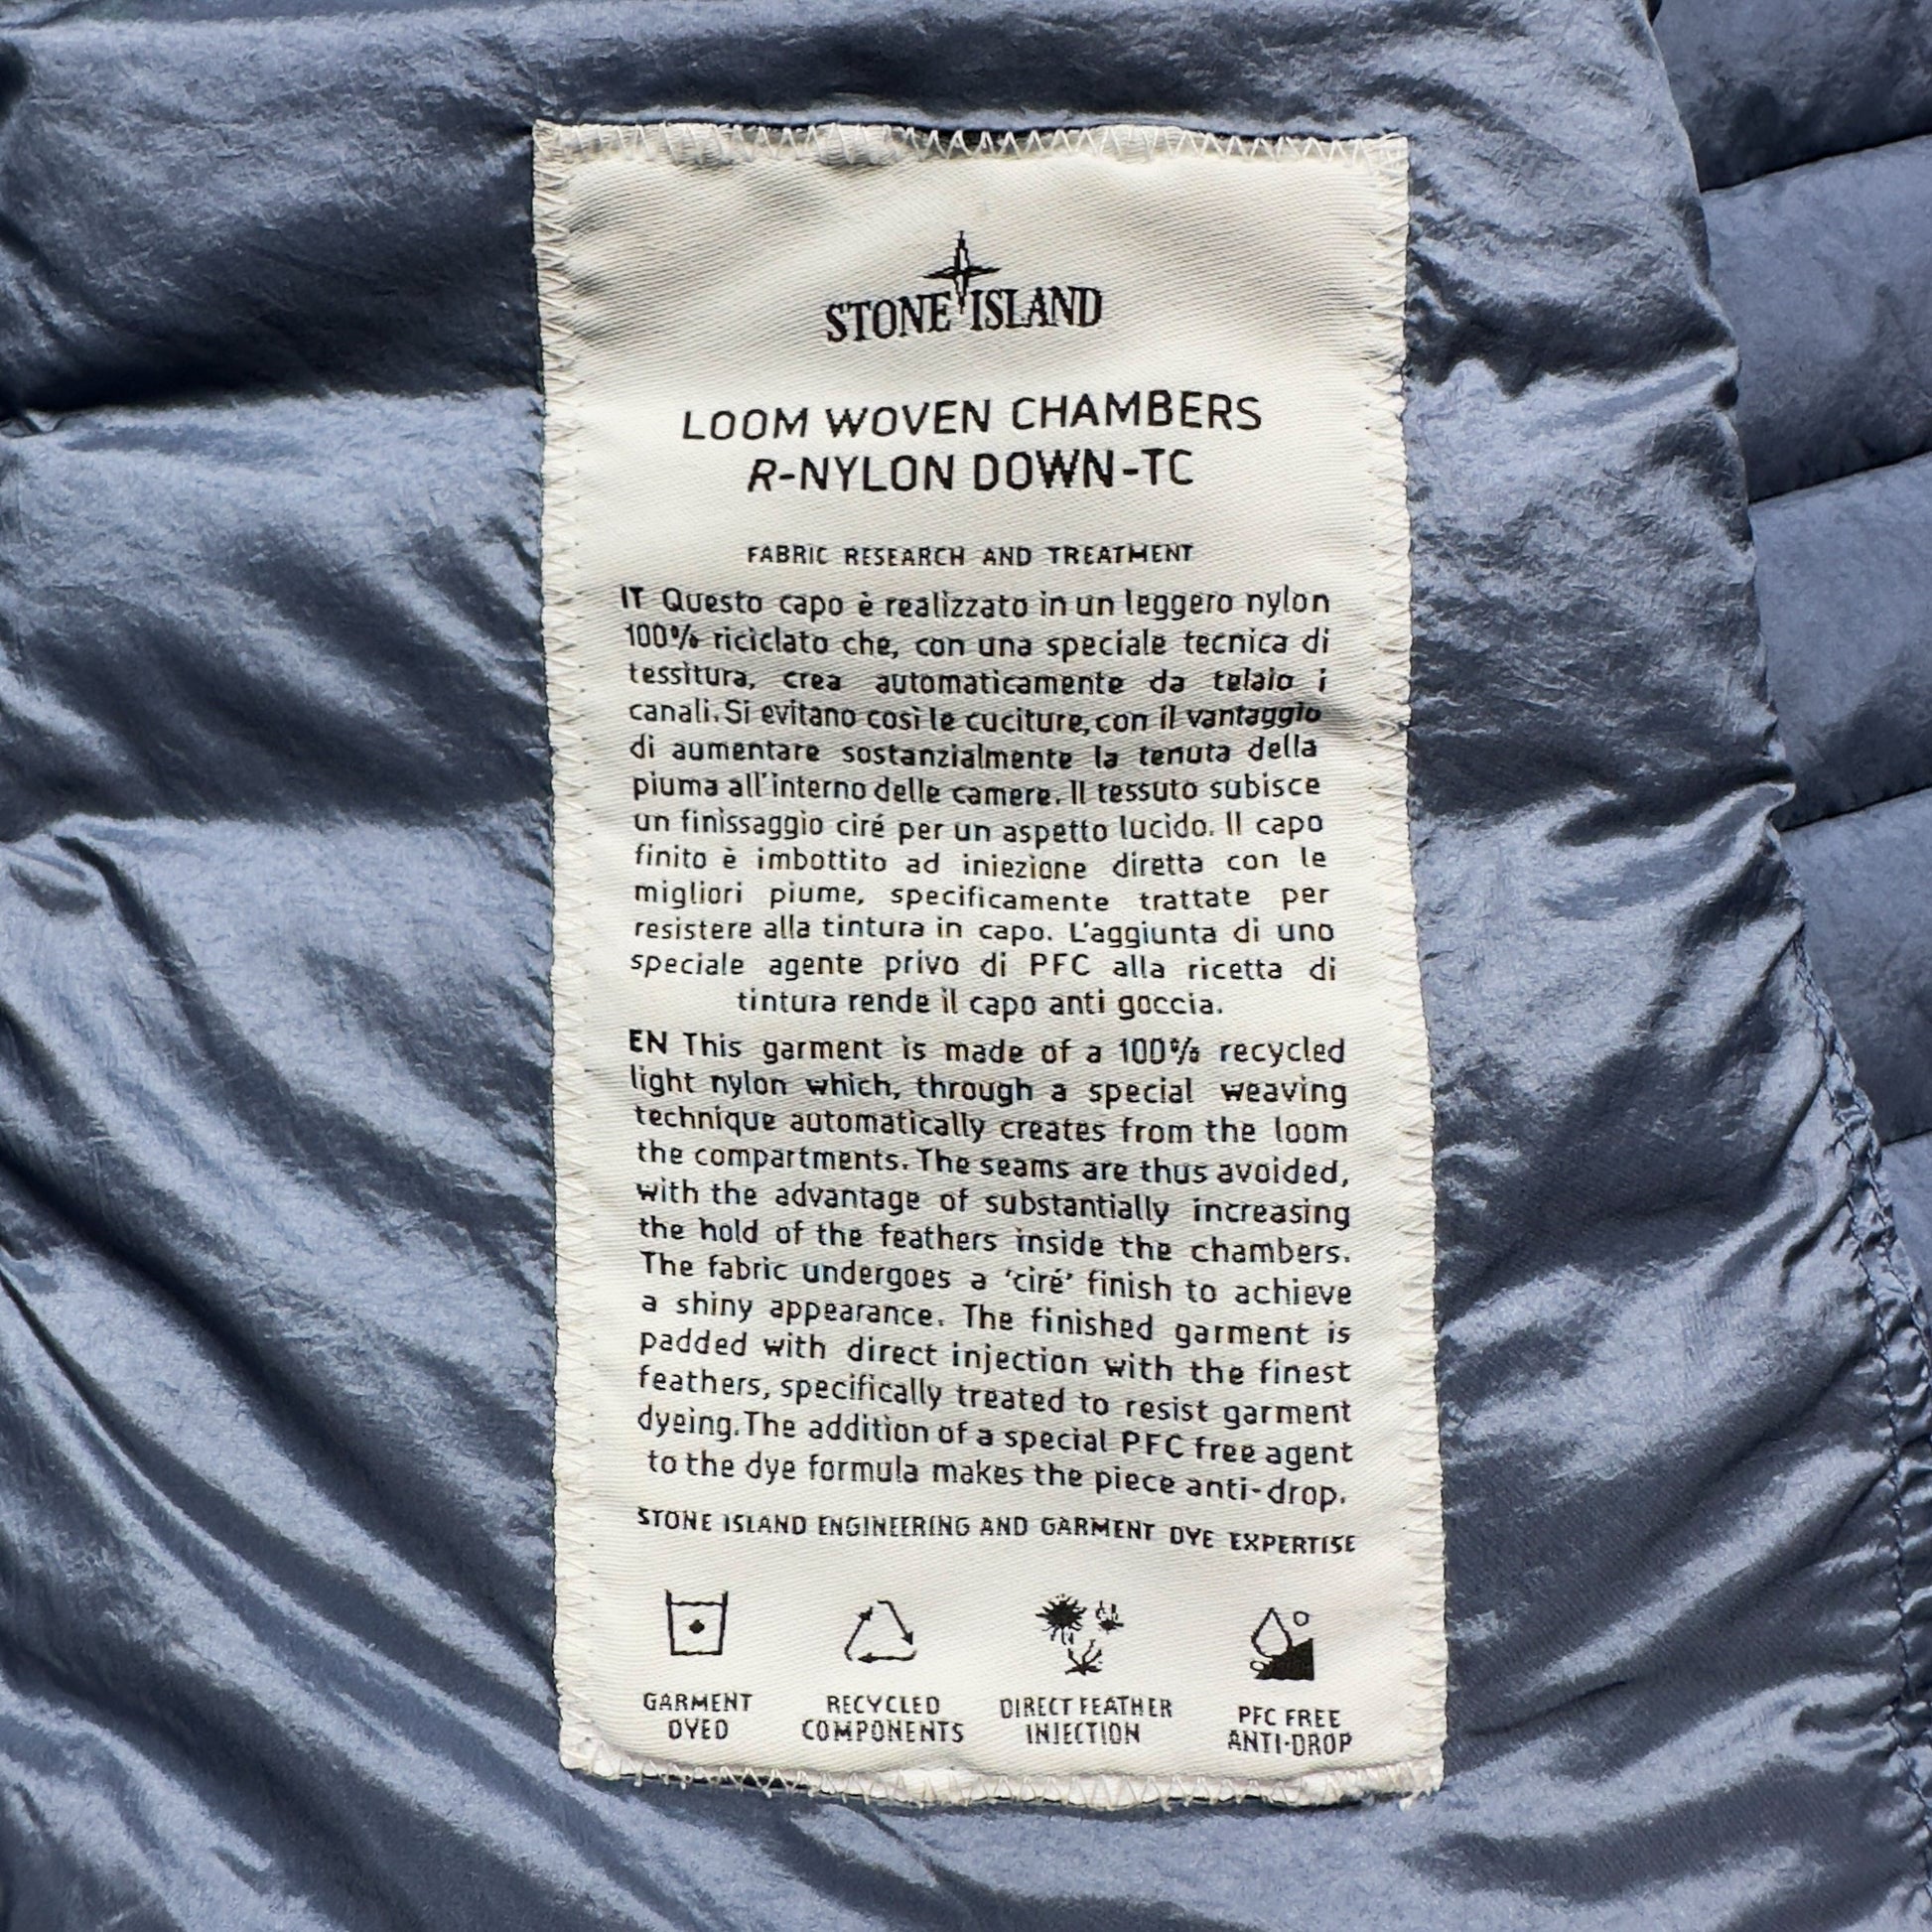 STONE ISLAND
LOOM WOVEN CHAMBERS
R-NYLON DOWN-TC
FABRIC RESEARCH AND TREATMENT
IT Questo capo è realizzato in un leggero nylon
100% riciclato che, con una speciale tecnica di
tessitura, crea automaticamente da telaio i
canali. Si evitano così le cuciture, con il vantaggio
di aumentare sostanzialmente la tenuta della
piuma all'interno delle camere. Il tessuto subisce
un finissaggio ciré per un aspetto lucido. Il capo
finito è imbottito ad iniezione diretta con le
migliori piume, specificamente trattate per
resistere alla tintura in capo. L'aggiunta di uno
speciale agente privo di PFC alla ricetta di
tintura rende il capo anti goccia.
EN This garment is made of a 100% recycled
light nylon which, through a special weaving
technique automatically creates from the loom
the compartments. The seams are thus avoided,
with the advantage of substantially increasing
the hold of the feathers inside the chambers.
The fabric undergoes a 'ciré' finish to achieve
a shiny appearance. The finished garment is
padded with direct injection with the finest
feathers, specifically treated to resist garment
dyeing. The addition of a special PFC free agent
to the dye formula makes the piece anti-drop.
STONE ISLAND ENGINEERING AND GARMENT DYE EXPERTISE
GARMENT
DYED
RECYCLED
COMPONENTS
DIRECT FEATHER
INJECTION
PFC FREE
ANTI-DROP